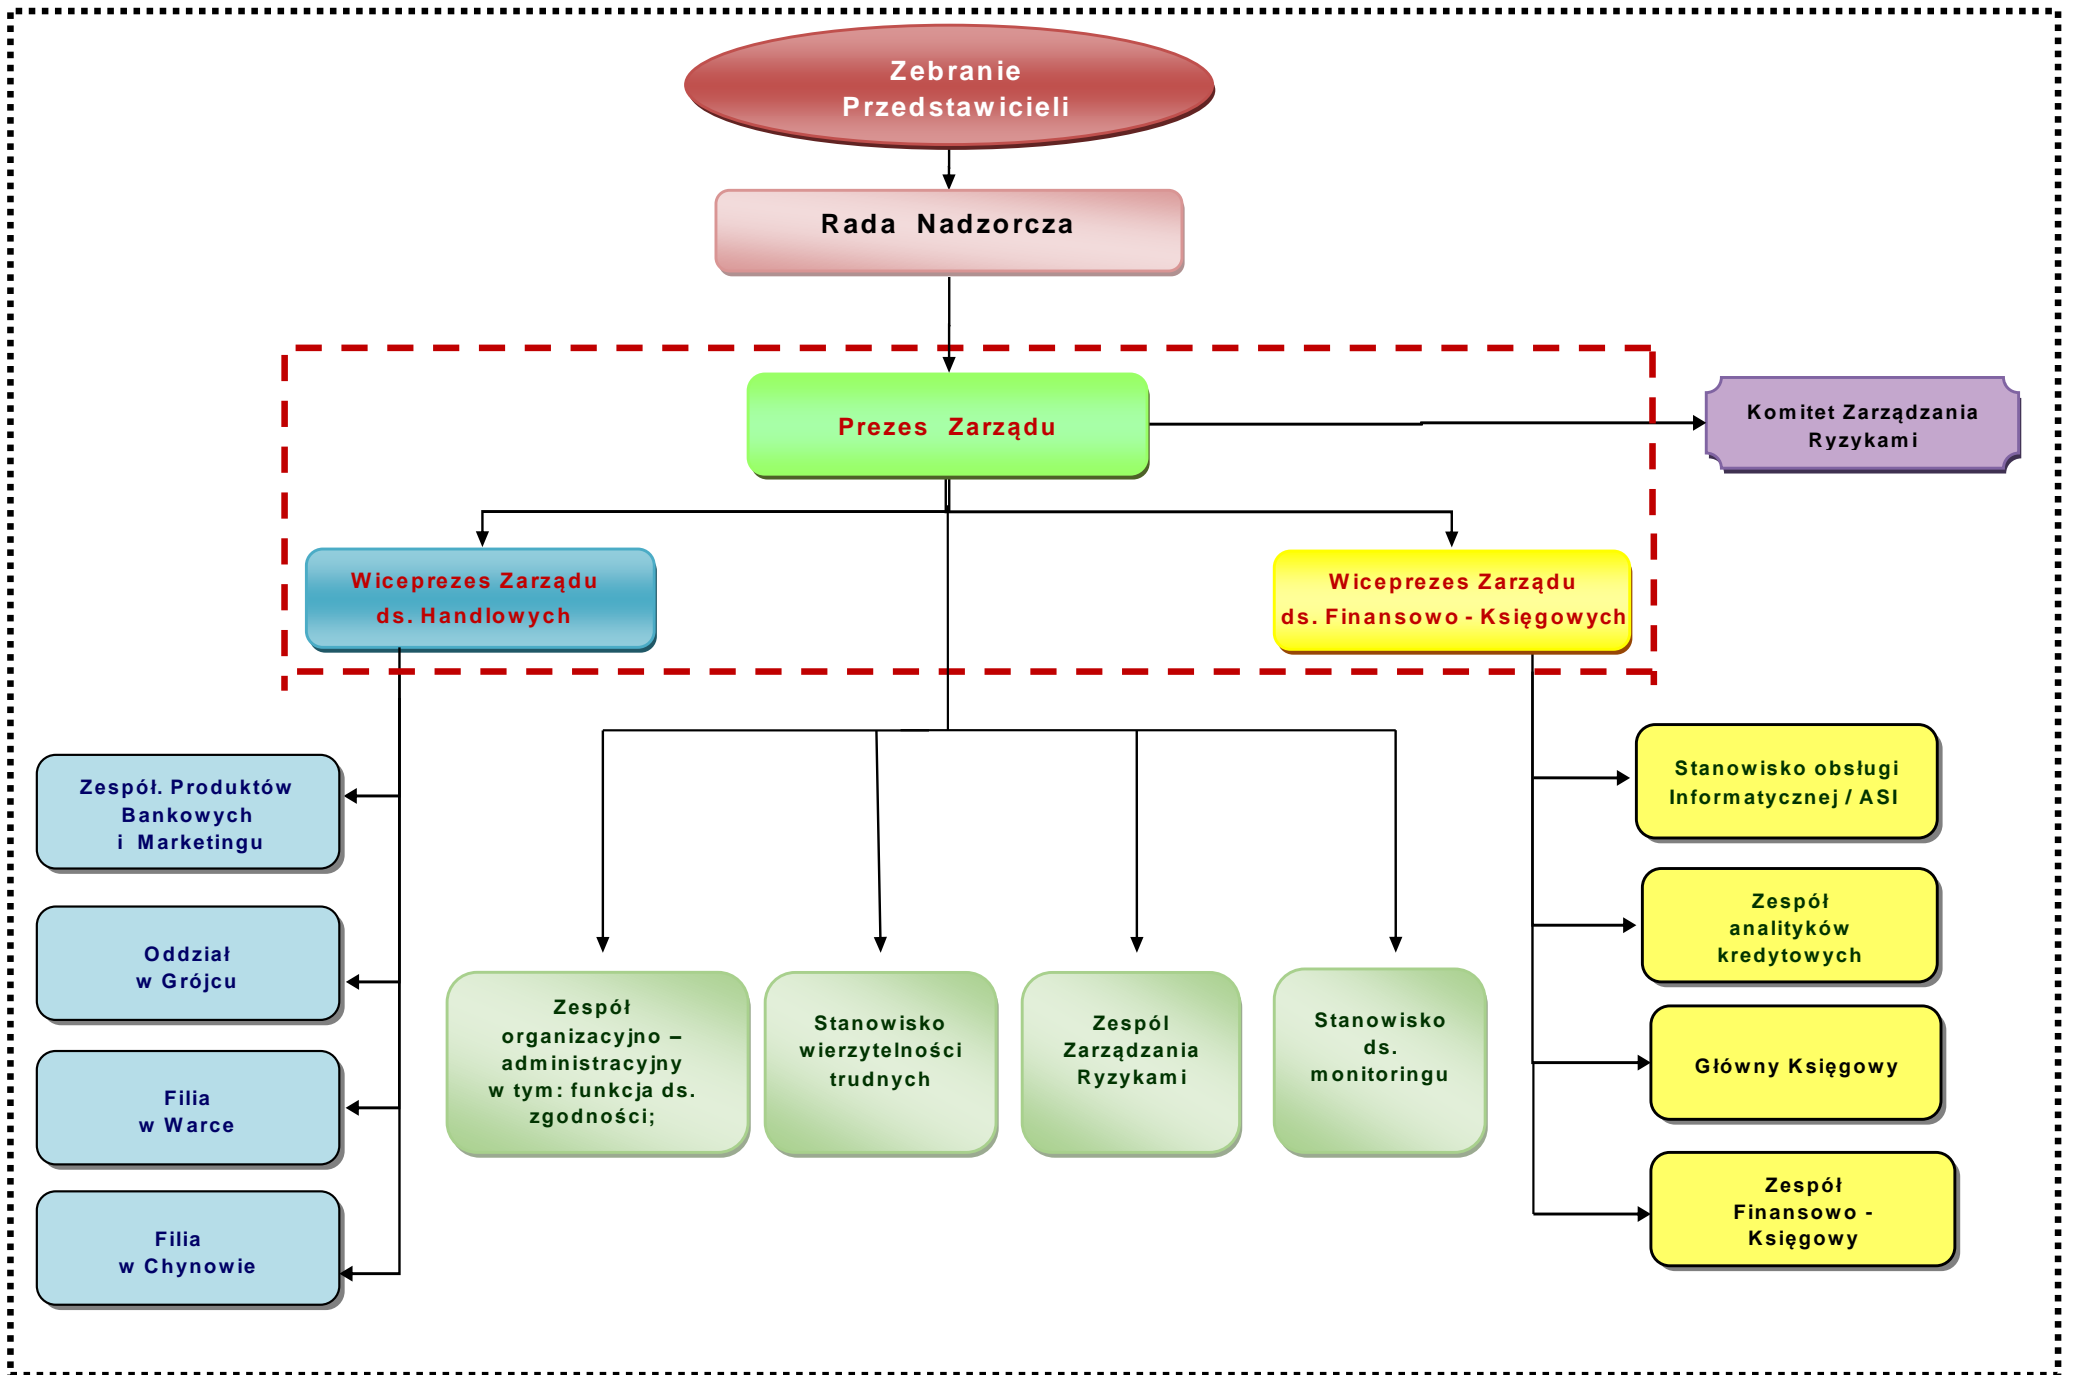 Zebranie
Przedstawicieli
Rada Nadzorcza
Prezes Zarządu
Komitet Zarządzania
Ryzykami
Wiceprezes Zarządu
ds. Handlowych
Wiceprezes Zarządu
ds. Finansowo - Księgowych
Zespół. Produktów
Bankowych
i Marketingu
Oddział
w Grójcu
Filia
w Warce
Filia
w Chynowie
Zespół
organizacyjno –
administracyjny
w tym: funkcja ds.
zgodności;
Stanowisko
wierzytelności
trudnych
Zespól
Zarządzania
Ryzykami
Stanowisko
ds.
monitoringu
Stanowisko obsługi
Informatycznej / ASI
Zespół
analityków
kredytowych
Główny Księgowy
Zespół
Finansowo -
Księgowy